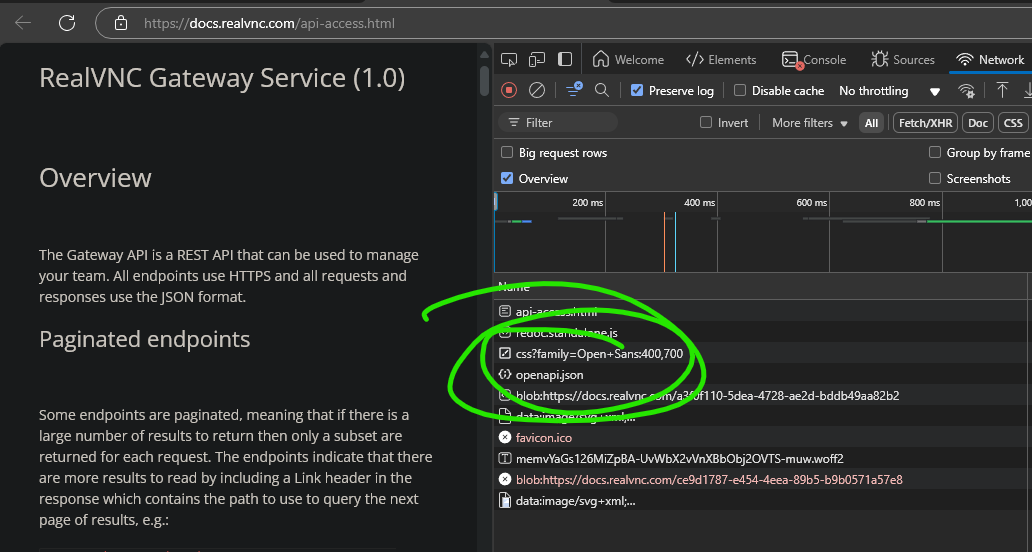 https://docs.realvnc.com/api-access.html
RealVNC Gateway Service (1.0)
Overview
The Gateway API is a REST API that can be used to manage
your team. All endpoints use HTTPS and all requests and
responses use the JSON format.
Paginated endpoints
Some endpoints are paginated, meaning that if there is a
large number of results to return then only a subset are
returned for each request. The endpoints indicate that there
are more results to read by including a Link header in the
response which contains the path to use to query the next
page of results, e.g.:
Welcome </> Elements Console Sources Network
Preserve log Disable cache No throttling
Filter Invert More filters All Fetch/XHR Doc CSS
Big request rows Group by frame
Overview Screenshots
200 ms 400 ms 600 ms 800 ms 1,00
Name
api-access.html
redoc.standalone.js
css?family=Open+Sans:400,700
openapi.json
blob:https://docs.realvnc.com/a3f0f110-5dea-4728-ae2d-bddb49aa82b2
data:image/svg+xml;...
favicon.ico
memvYaGs126MiZpBA-UvWbX2vVnXBbObj2OVTS-muw.woff2
blob:https://docs.realvnc.com/ce9d1787-e454-4eea-89b5-b9b0571a57e8
data:image/svg+xml;...